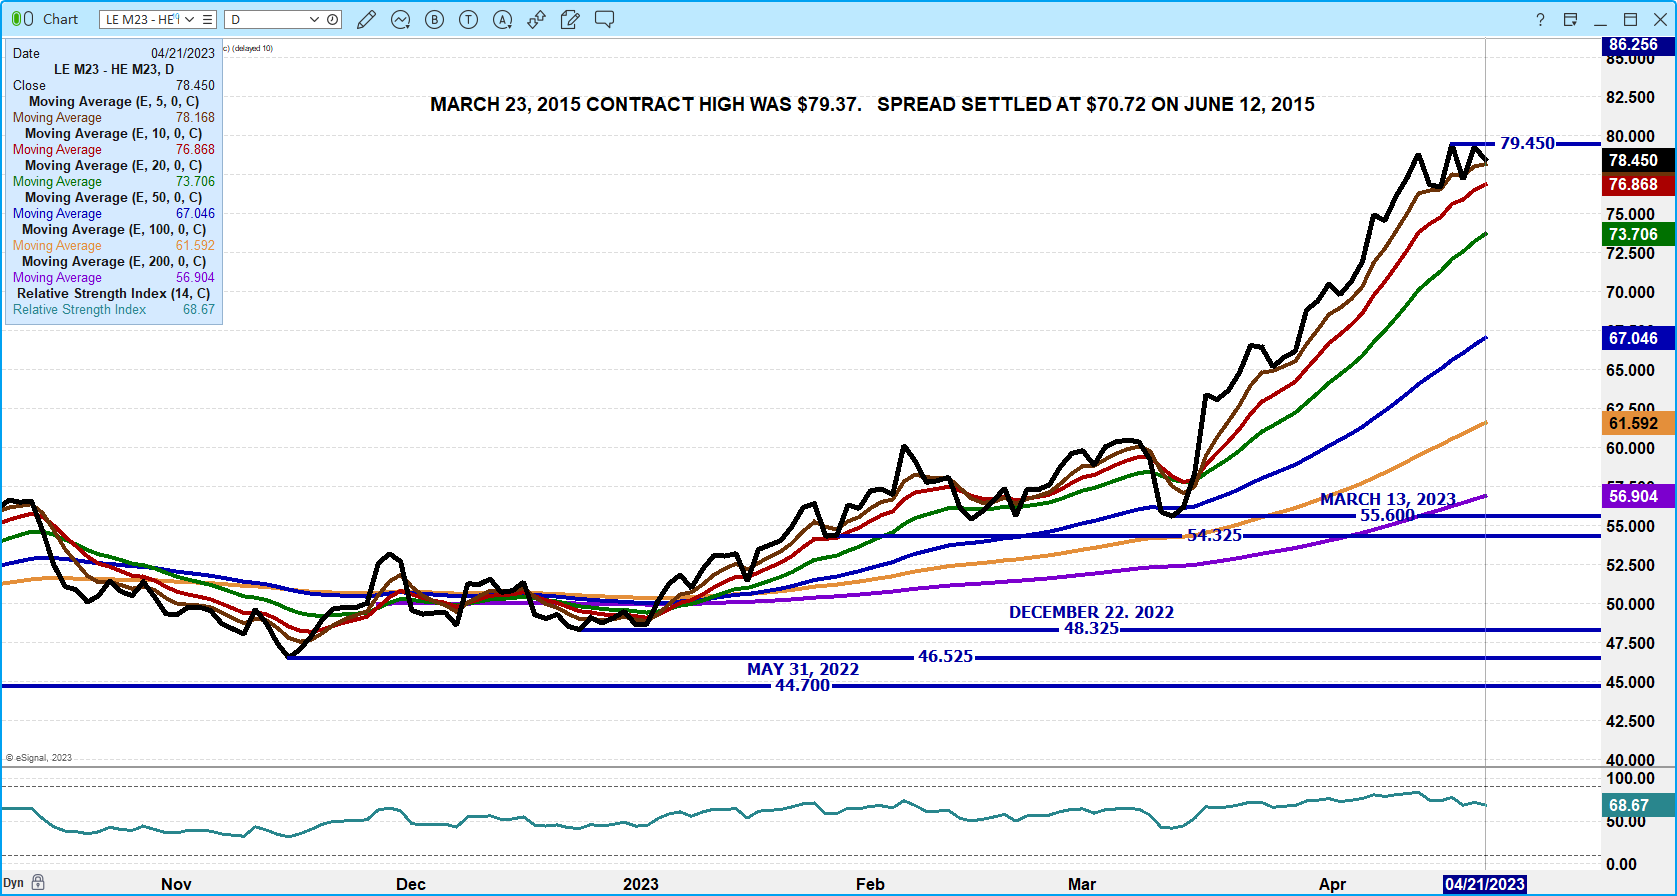 Chart LE M23 - HE D B T A ?
Date 04/21/2023
LE M23 - HE M23, D
Close 78.450
Moving Average (E, 5, 0, C)
Moving Average 78.168
Moving Average (E, 10, 0, C)
Moving Average 76.868
Moving Average (E, 20, 0, C)
Moving Average 73.706
Moving Average (E, 50, 0, C)
Moving Average 67.046
Moving Average (E, 100, 0, C)
Moving Average 61.592
Moving Average (E, 200, 0, C)
Moving Average 56.904
Relative Strength Index (14, C)
Relative Strength Index 68.67
c) (delayed 10)
MARCH 23, 2015 CONTRACT HIGH WAS $79.37. SPREAD SETTLED AT $70.72 ON JUNE 12, 2015
79.450
MARCH 13, 2023
55.600
54.325
DECEMBER 22. 2022
48.325
46.525
MAY 31, 2022
44.700
86.256
85.000
82.500
80.000
78.450
76.868
75.000
73.706
72.500
70.000
67.046
65.000
62.500
61.592
60.000
56.904
55.000
52.500
50.000
47.500
45.000
42.500
40.000
© eSignal, 2023
100.00
68.67
50.00
0.00
Dyn Nov Dec 2023 Feb Mar Apr 04/21/2023